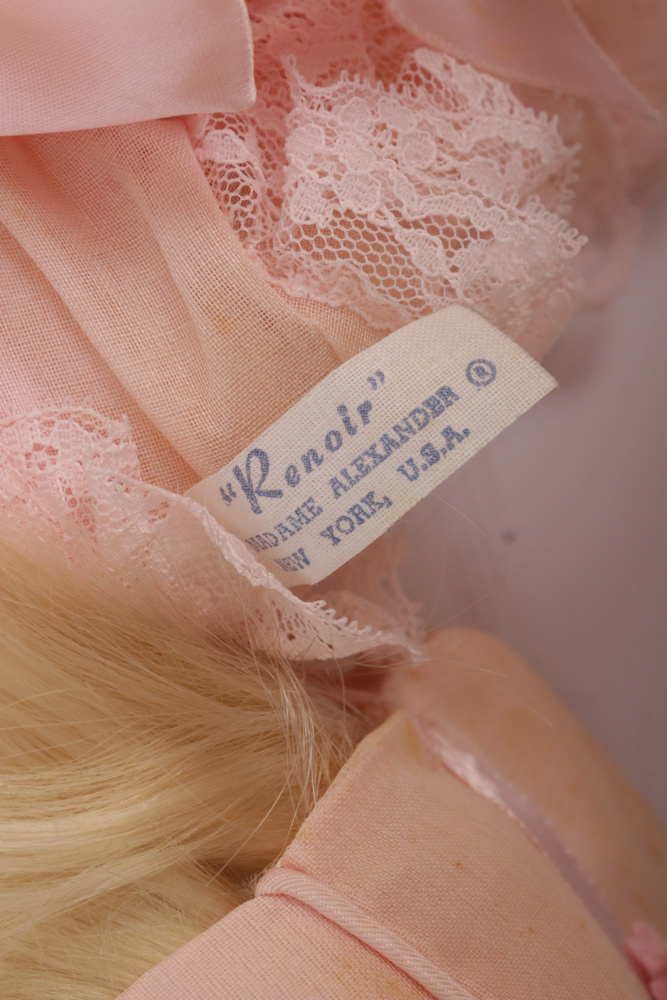 “Renoir”
MADAME ALEXANDER ®
NEW YORK, U.S.A.